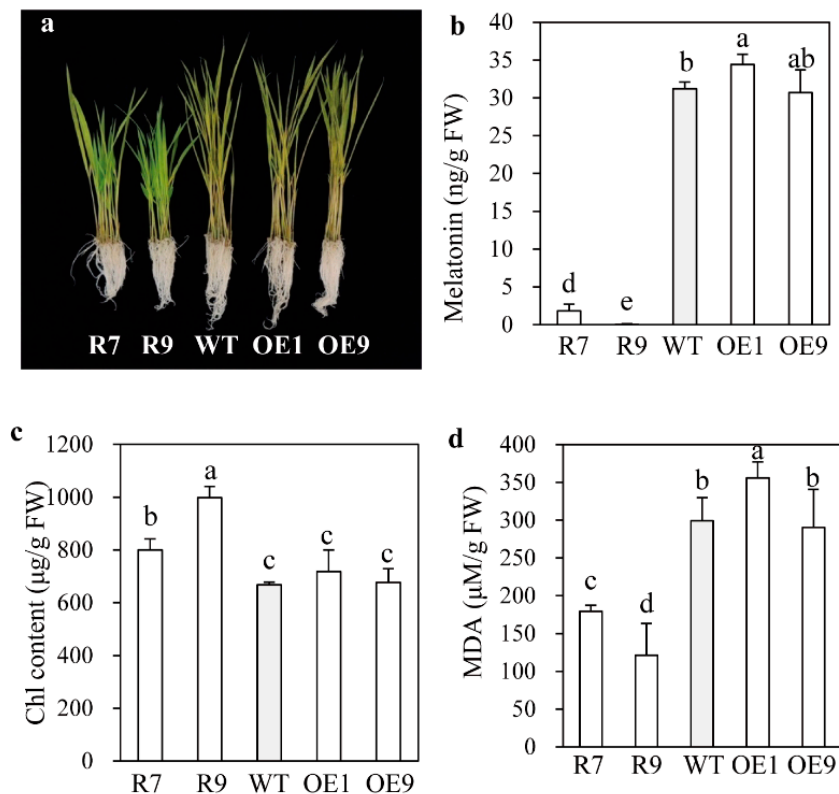 a
R7 R9 WT OE1 OE9
b
Melatonin (ng/g FW)
40
35
30
25
20
15
10
5
0
d
e
b
a
ab
R7 R9 WT OE1 OE9
c
Chl content (µg/g FW)
1200
1000
800
600
400
200
0
b
a
c
c
c
R7 R9 WT OE1 OE9
d
MDA (µM/g FW)
400
350
300
250
200
150
100
50
0
c
d
b
a
b
R7 R9 WT OE1 OE9